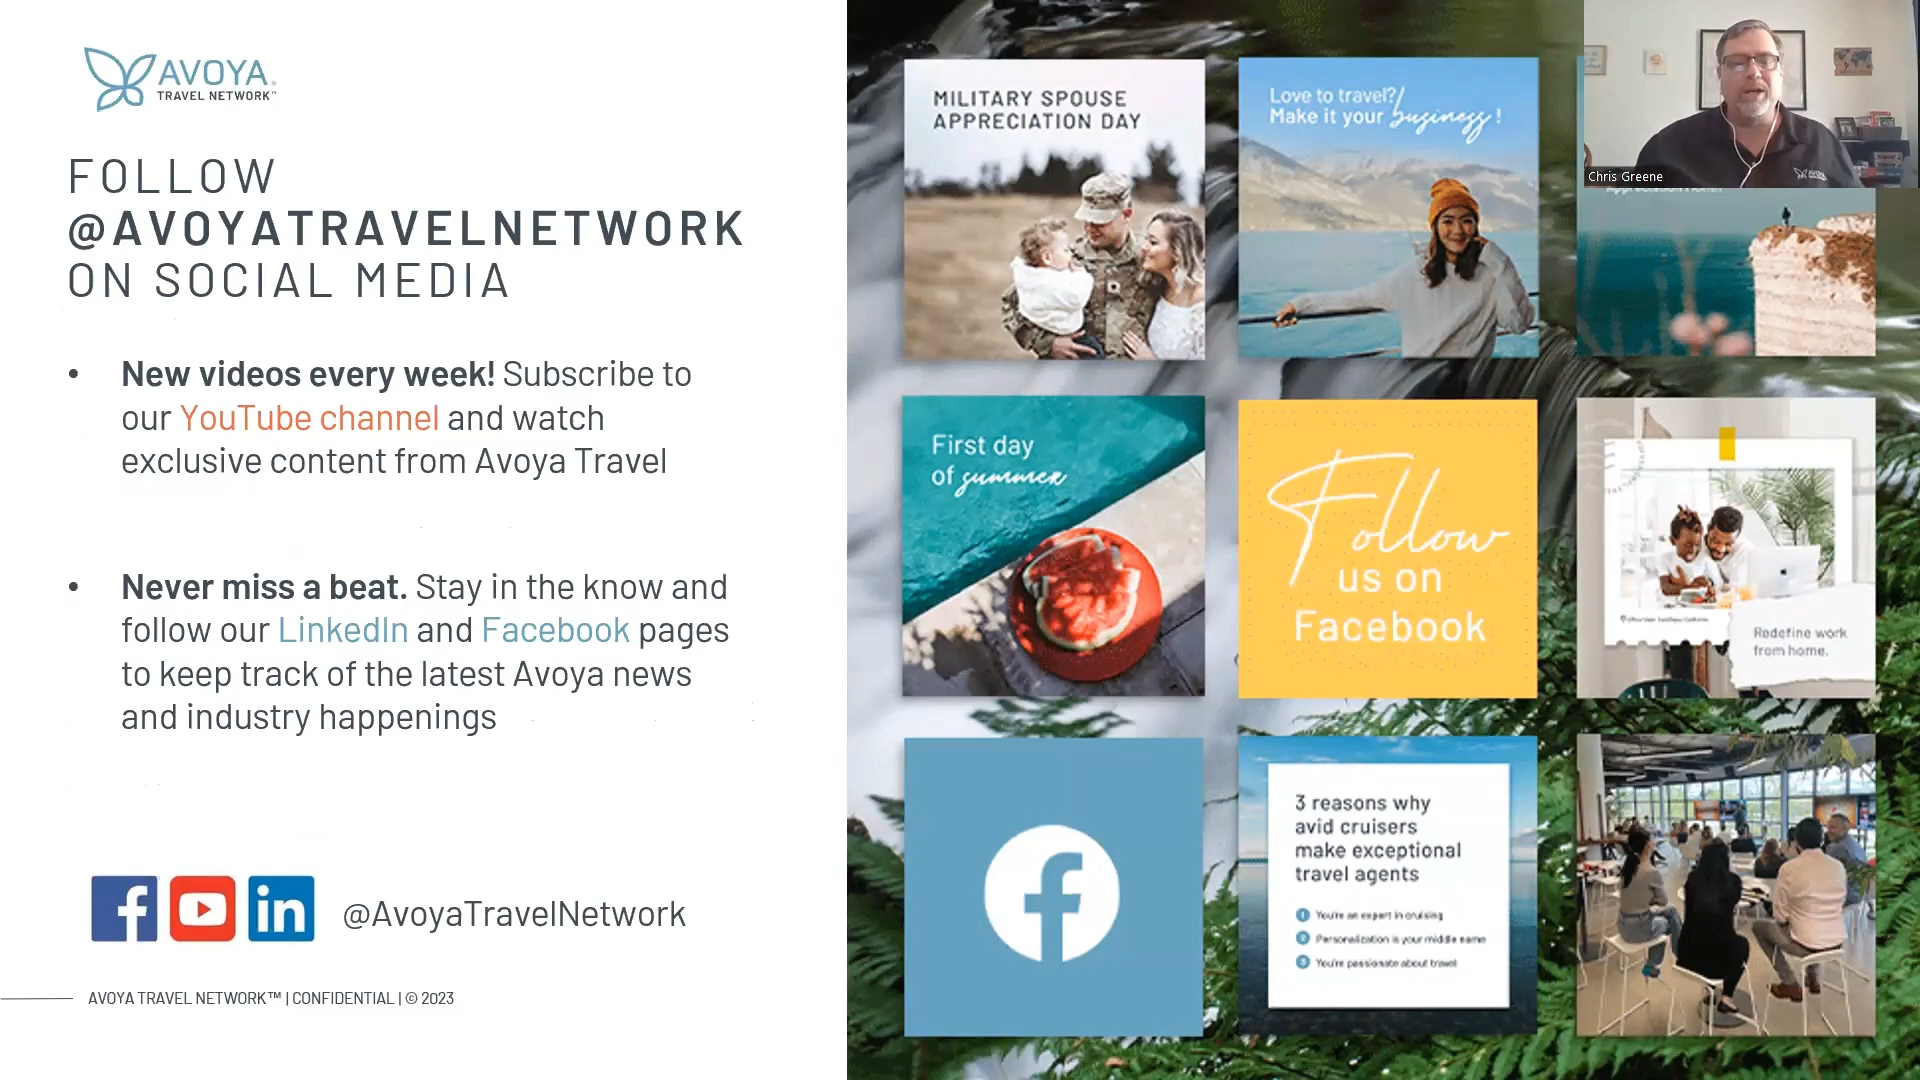 AVOYA
TRAVEL NETWORK™
FOLLOW
@AVOYATRAVELNETWORK
ON SOCIAL MEDIA
• New videos every week! Subscribe to
our YouTube channel and watch
exclusive content from Avoya Travel
• Never miss a beat. Stay in the know and
follow our LinkedIn and Facebook pages
to keep track of the latest Avoya news
and industry happenings
@AvoyaTravelNetwork
AVOYA TRAVEL NETWORK™ | CONFIDENTIAL | © 2023
MILITARY SPOUSE
APPRECIATION DAY
Love to travel?
Make it your business!
Chris Greene
First day
of summer
Follow
us on
Facebook
Redefine work
from home.
3 reasons why
avid cruisers
make exceptional
travel agents
1 You're an expert in cruising
2 Personalization is your middle name
3 You're passionate about travel